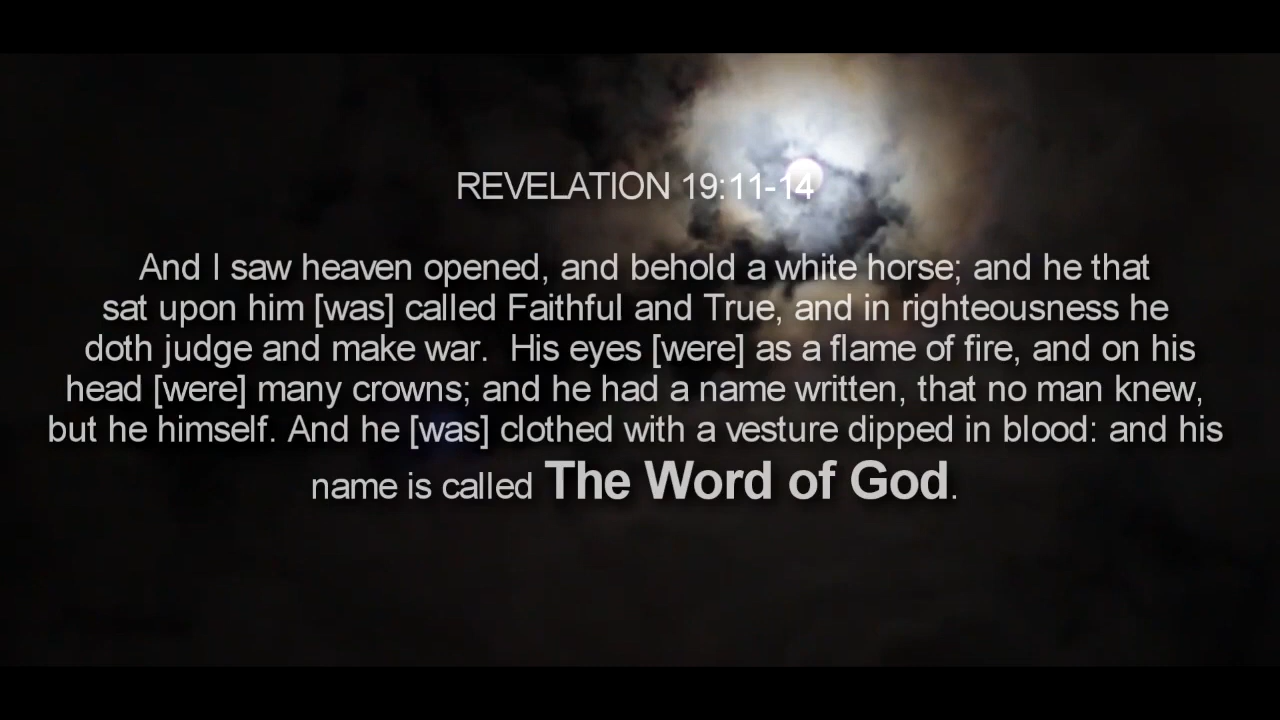 REVELATION 19:11-14
And I saw heaven opened, and behold a white horse; and he that
sat upon him [was] called Faithful and True, and in righteousness he
doth judge and make war.  His eyes [were] as a flame of fire, and on his
head [were] many crowns; and he had a name written, that no man knew,
but he himself. And he [was] clothed with a vesture dipped in blood: and his
name is called The Word of God.